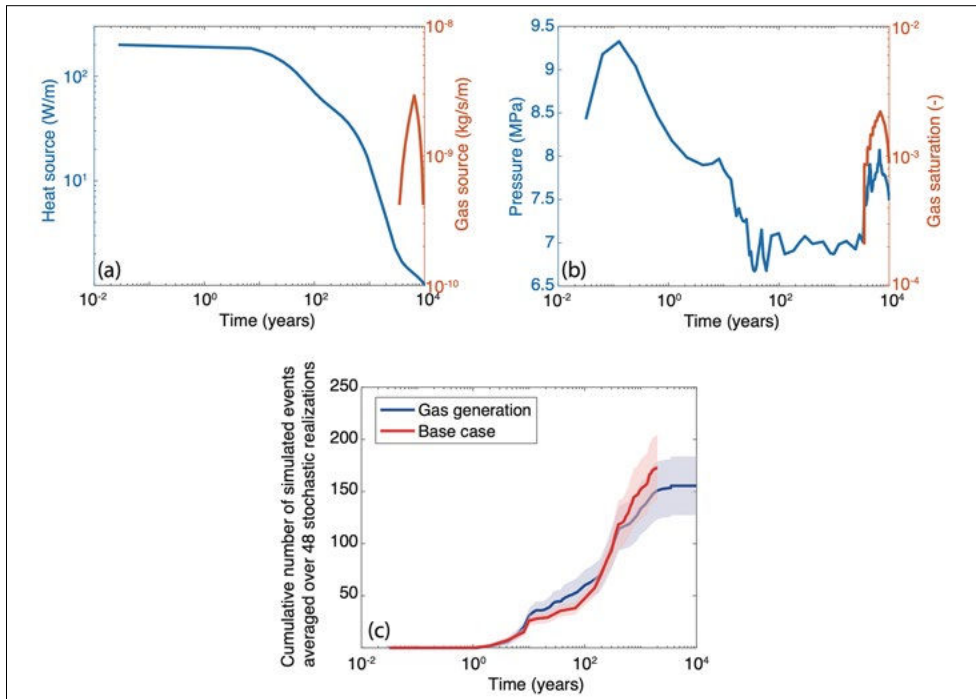 10^2
10^1
Heat source (W/m)
(a)
10^-2
10^0
10^2
10^4
Time (years)
10^-8
10^-9
10^-10
Gas source (kg/s/m)
9.5
9
8.5
8
7.5
7
6.5
Pressure (MPa)
(b)
10^-2
10^0
10^2
10^4
Time (years)
10^-2
10^-3
10^-4
Gas saturation (-)
250
200
150
100
50
Cumulative number of simulated events
averaged over 48 stochastic realizations
Gas generation
Base case
(c)
10^-2
10^0
10^2
10^4
Time (years)